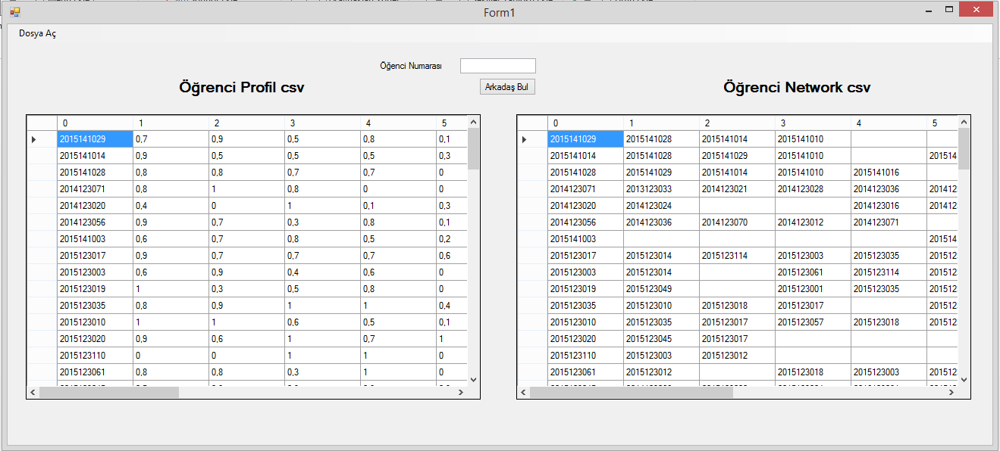 Form1
Dosya Aç
Öğenci Numarası
Arkadaş Bul
Öğrenci Profil csv
0 1 2 3 4 5
2015141029 0,7 0,9 0,5 0,8 0,1
2015141014 0,9 0,5 0,5 0,5 0,3
2015141028 0,8 0,8 0,7 0,7 0
2014123071 0,8 1 0,8 0 0
2014123020 0,4 0 1 0,1 0,3
2014123056 0,9 0,7 0,3 0,8 0,1
2015141003 0,6 0,7 0,8 0,5 0,2
2015123017 0,9 0,7 0,7 0,7 0,6
2015123003 0,6 0,9 0,4 0,6 0
2015123019 1 0,3 0,5 0,8 0
2015123035 0,8 0,9 1 1 0,4
2015123010 1 1 0,6 0,5 0,1
2015123020 0,9 0,6 1 0,7 1
2015123110 0 0 1 1 0
2015123061 0,8 0,8 0,3 1 0
Öğrenci Network csv
0 1 2 3 4 5
2015141029 2015141028 2015141014 2015141010
2015141014 2015141028 2015141029 2015141010 201514
2015141028 2015141029 2015141014 2015141010 2015141016
2014123071 2013123033 2014123021 2014123028 2014123036 201412
2014123020 2014123024 2014123016 201412
2014123056 2014123036 2014123070 2014123012 2014123071
2015141003 201514
2015123017 2015123014 2015123114 2015123003 2015123035 201512
2015123003 2015123014 2015123061 2015123114 201512
2015123019 2015123049 2015123001 2015123035 201512
2015123035 2015123010 2015123018 2015123017 201512
2015123010 2015123035 2015123017 2015123057 2015123018 201512
2015123020 2015123045 2015123017
2015123110 2015123003 2015123012
2015123061 2015123012 2015123018 2015123003 201512